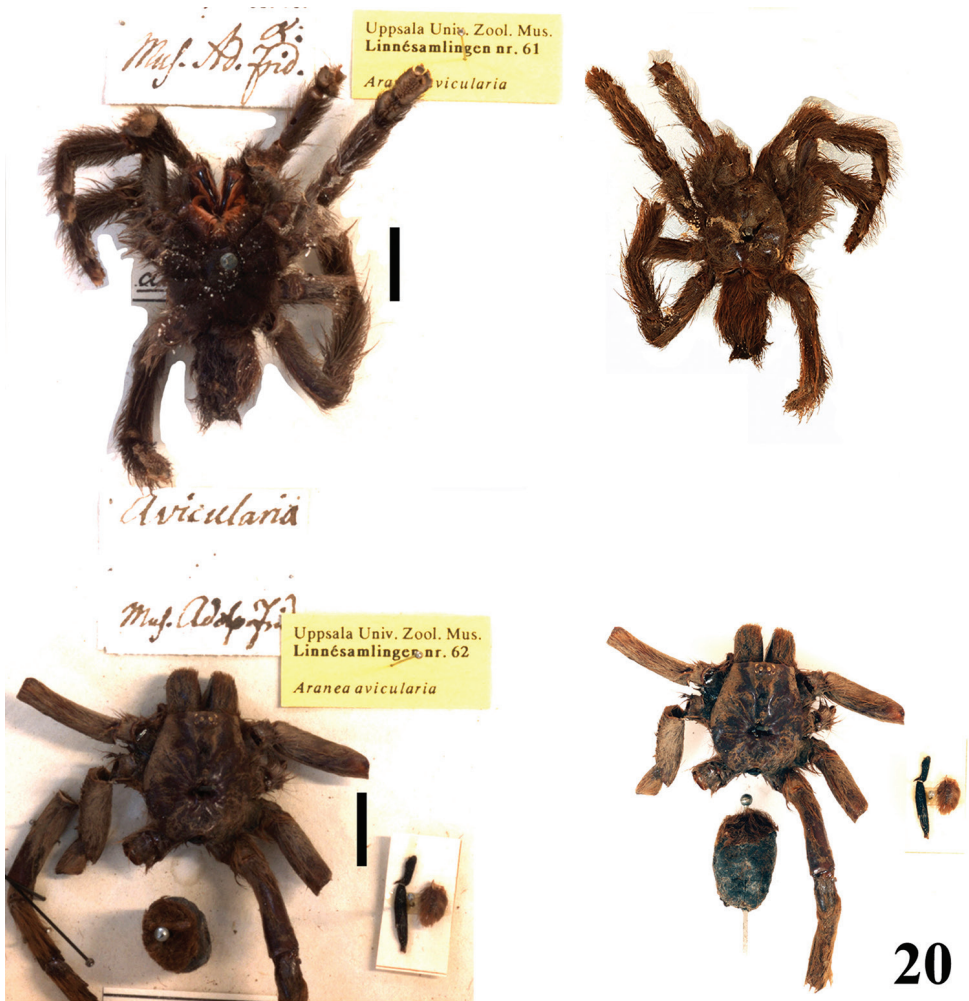 Mus. Ad. Frid.
Uppsala Univ. Zool. Mus.
Linnésamlingen nr. 61
Aranea avicularia
Avicularia
Mus. Adolp. Frid
Uppsala Univ. Zool. Mus.
Linnésamlingen nr. 62
Aranea avicularia
20